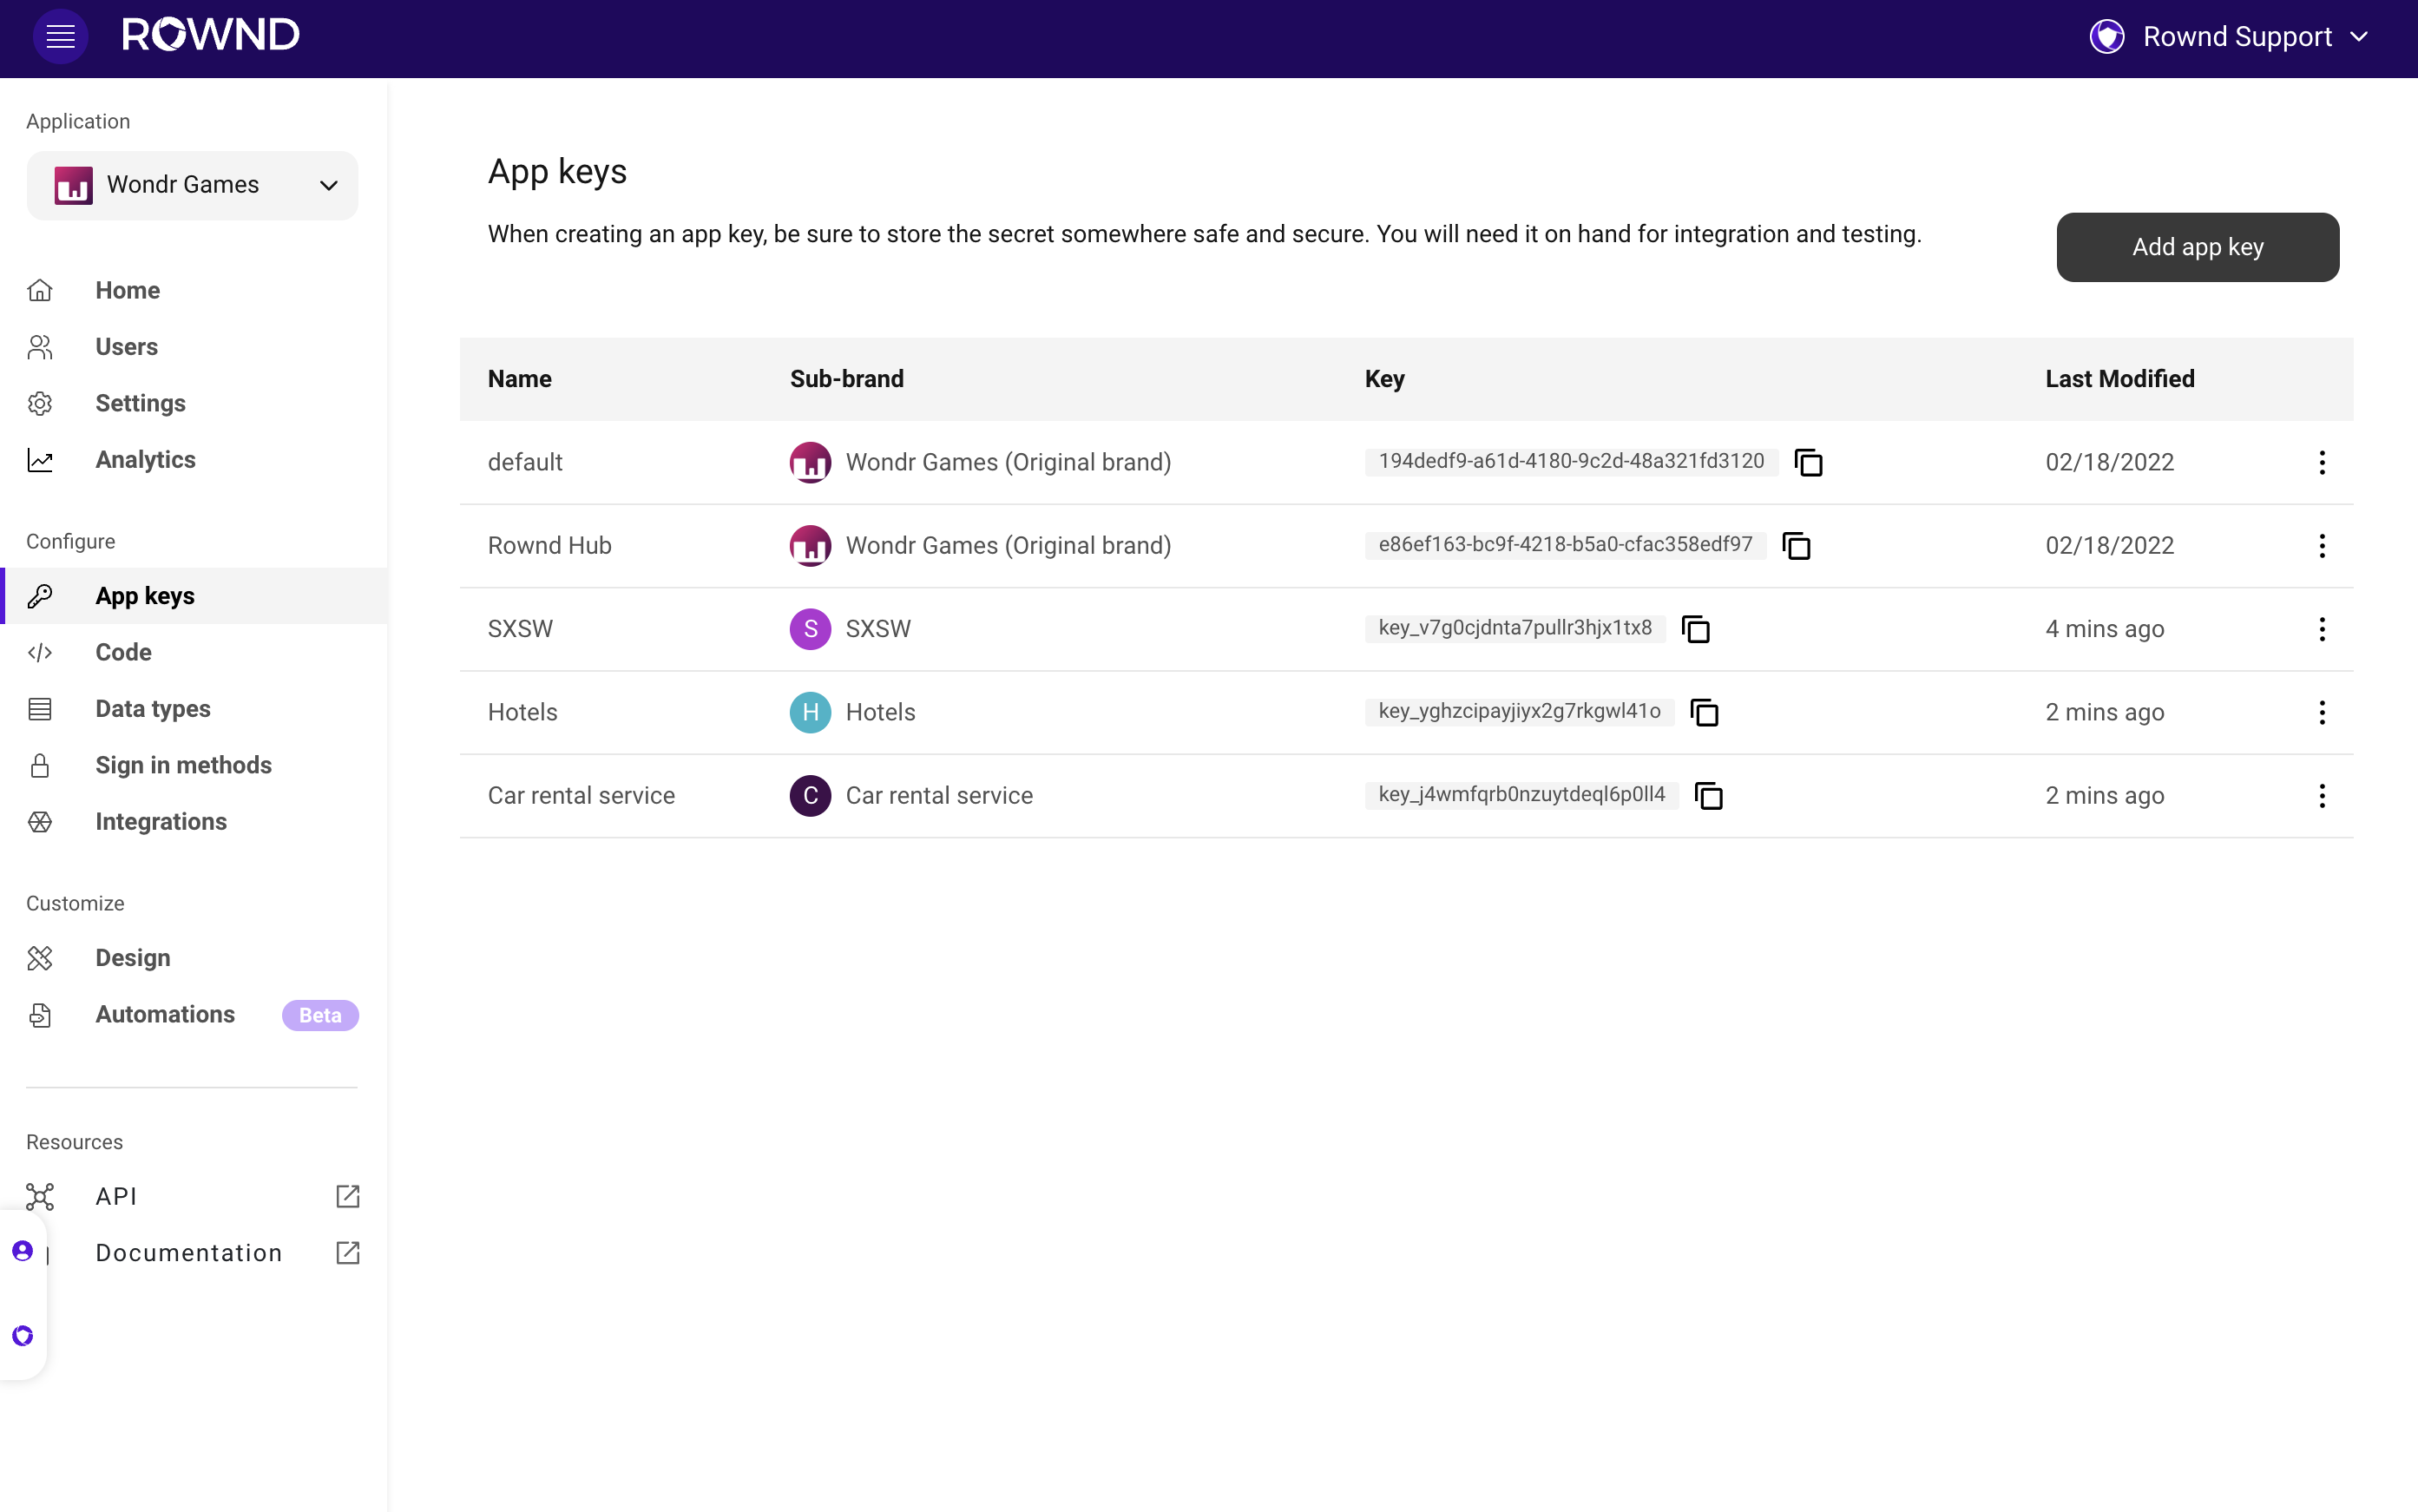 ROWND
Rownd Support
Application
Wondr Games
Home
Users
Settings
Analytics
Configure
App keys
Code
Data types
Sign in methods
Integrations
Customize
Design
Automations Beta
Resources
API
Documentation
App keys
When creating an app key, be sure to store the secret somewhere safe and secure. You will need it on hand for integration and testing.
Add app key
Name Sub-brand Key Last Modified
default Wondr Games (Original brand) 194dedf9-a61d-4180-9c2d-48a321fd3120 02/18/2022
Rownd Hub Wondr Games (Original brand) e86ef163-bc9f-4218-b5a0-cfac358edf97 02/18/2022
SXSW S SXSW key_v7g0cjdnta7pullr3hjx1tx8 4 mins ago
Hotels H Hotels key_yghzcipayjiyx2g7rkgwl41o 2 mins ago
Car rental service C Car rental service key_j4wmfqrb0nzuytdeql6p0ll4 2 mins ago